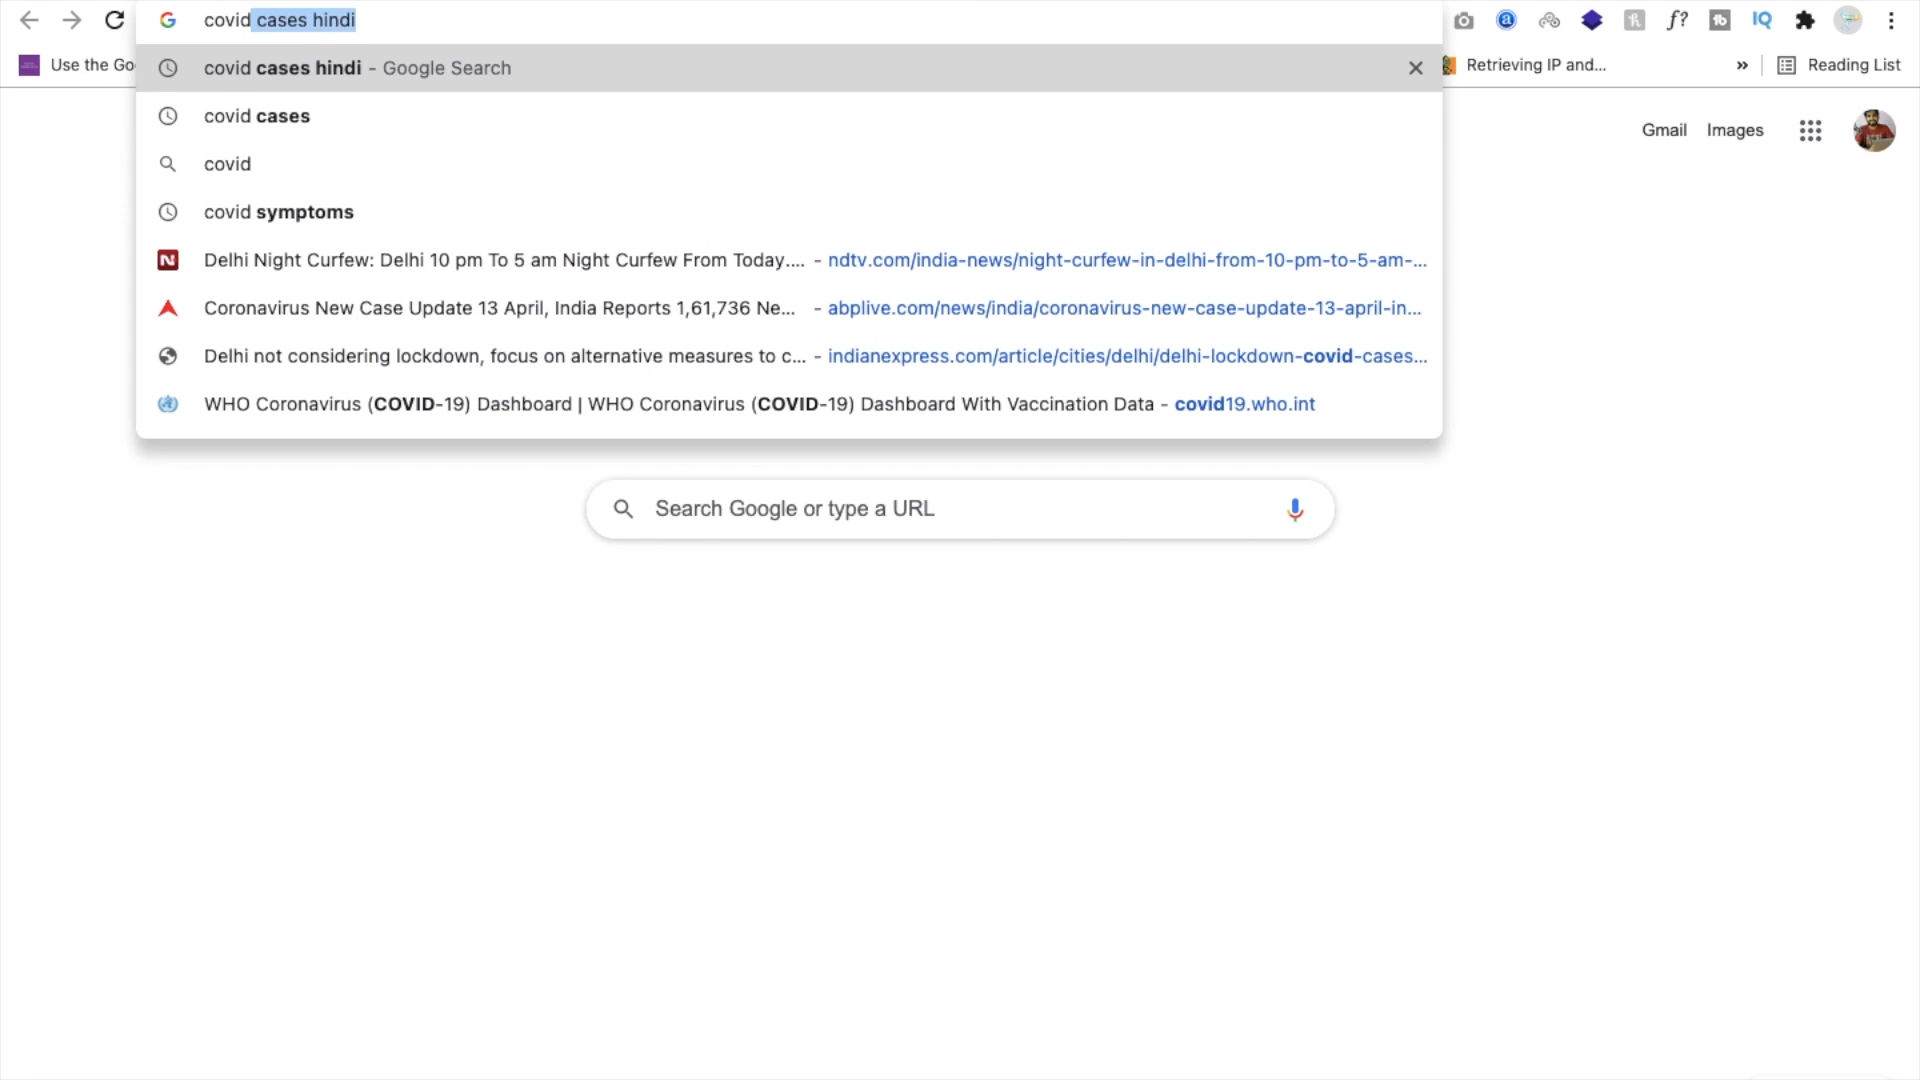 covid cases hindi
covid cases hindi - Google Search
Use the Go
Retrieving IP and...
»
Reading List
covid cases
Gmail
Images
covid
covid symptoms
Delhi Night Curfew: Delhi 10 pm To 5 am Night Curfew From Today.... - ndtv.com/india-news/night-curfew-in-delhi-from-10-pm-to-5-am-...
Coronavirus New Case Update 13 April, India Reports 1,61,736 Ne... - abplive.com/news/india/coronavirus-new-case-update-13-april-in...
Delhi not considering lockdown, focus on alternative measures to c... - indianexpress.com/article/cities/delhi/delhi-lockdown-covid-cases...
WHO Coronavirus (COVID-19) Dashboard | WHO Coronavirus (COVID-19) Dashboard With Vaccination Data - covid19.who.int
Search Google or type a URL